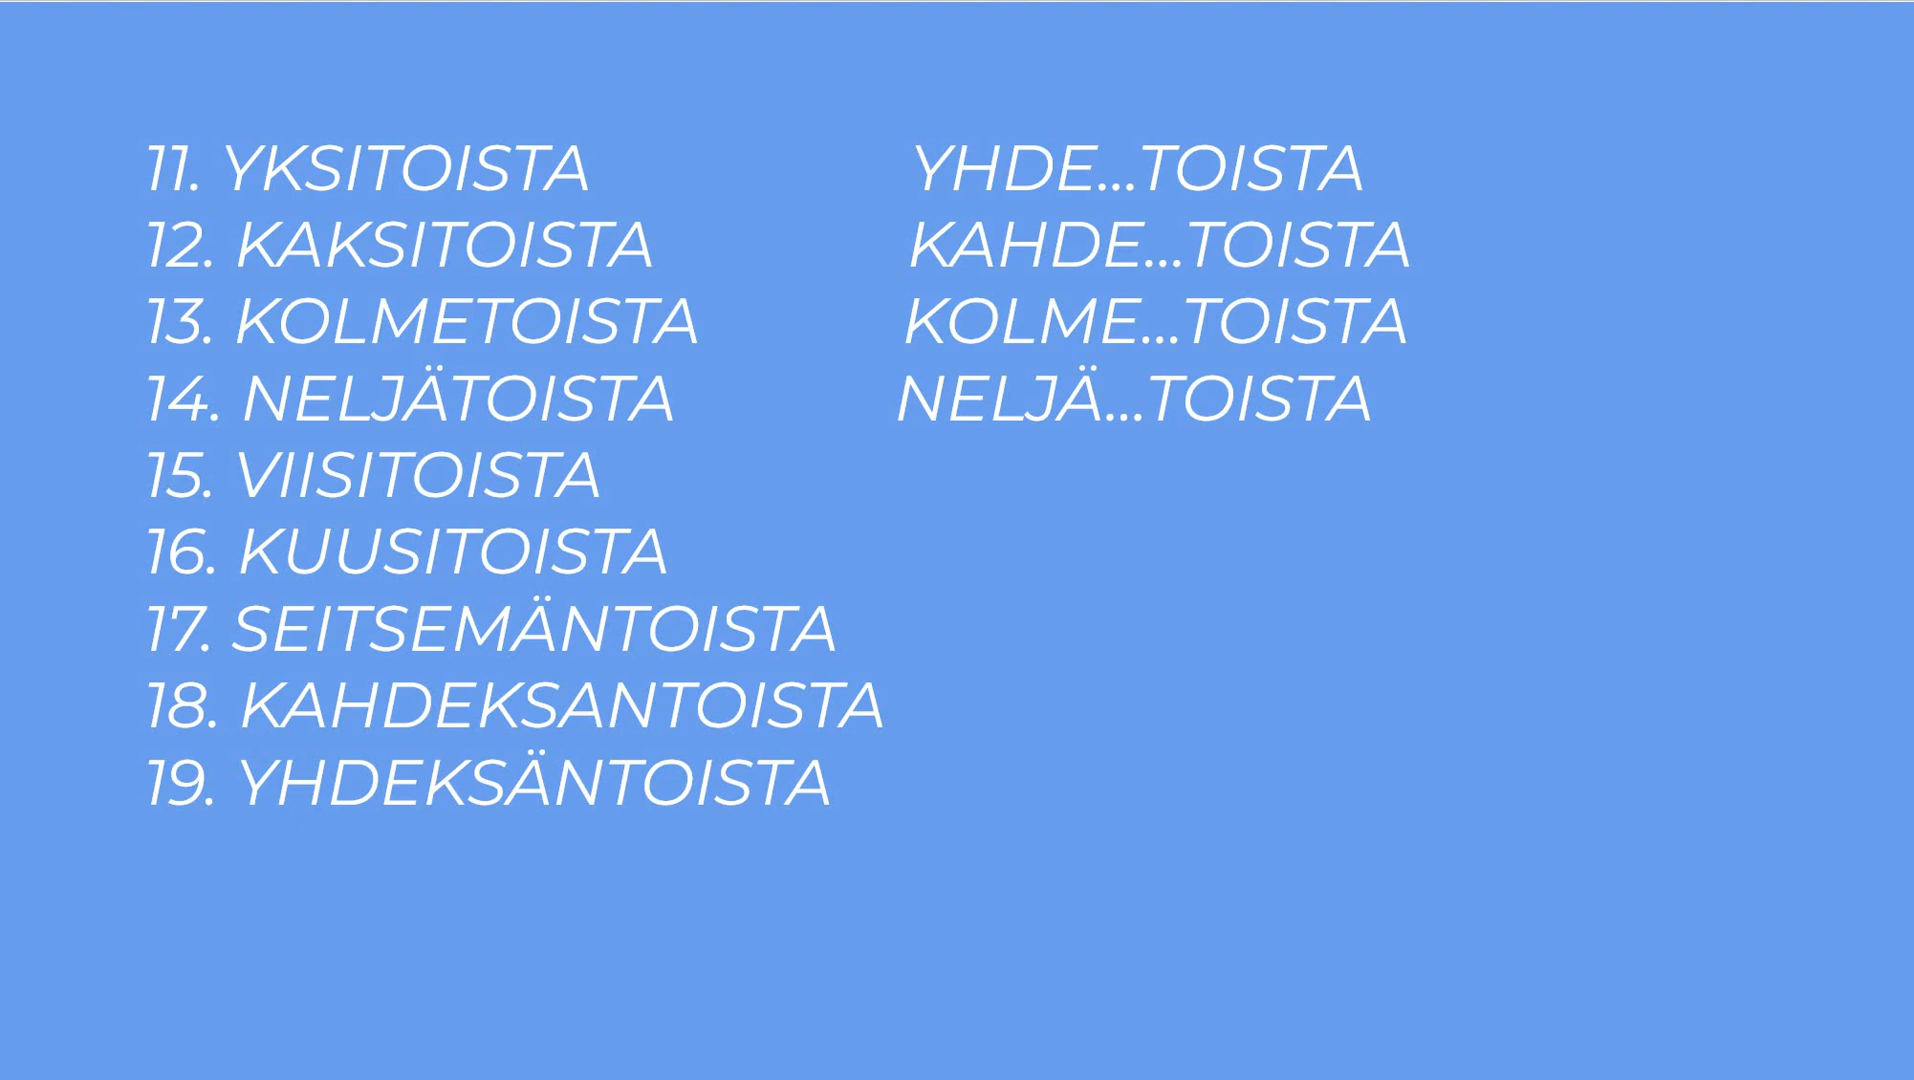 11. YKSITOISTA YHDE...TOISTA
12. KAKSITOISTA KAHDE...TOISTA
13. KOLMETOISTA KOLME...TOISTA
14. NELJÄTOISTA NELJÄ...TOISTA
15. VIISITOISTA
16. KUUSITOISTA
17. SEITSEMÄNTOISTA
18. KAHDEKSANTOISTA
19. YHDEKSÄNTOISTA